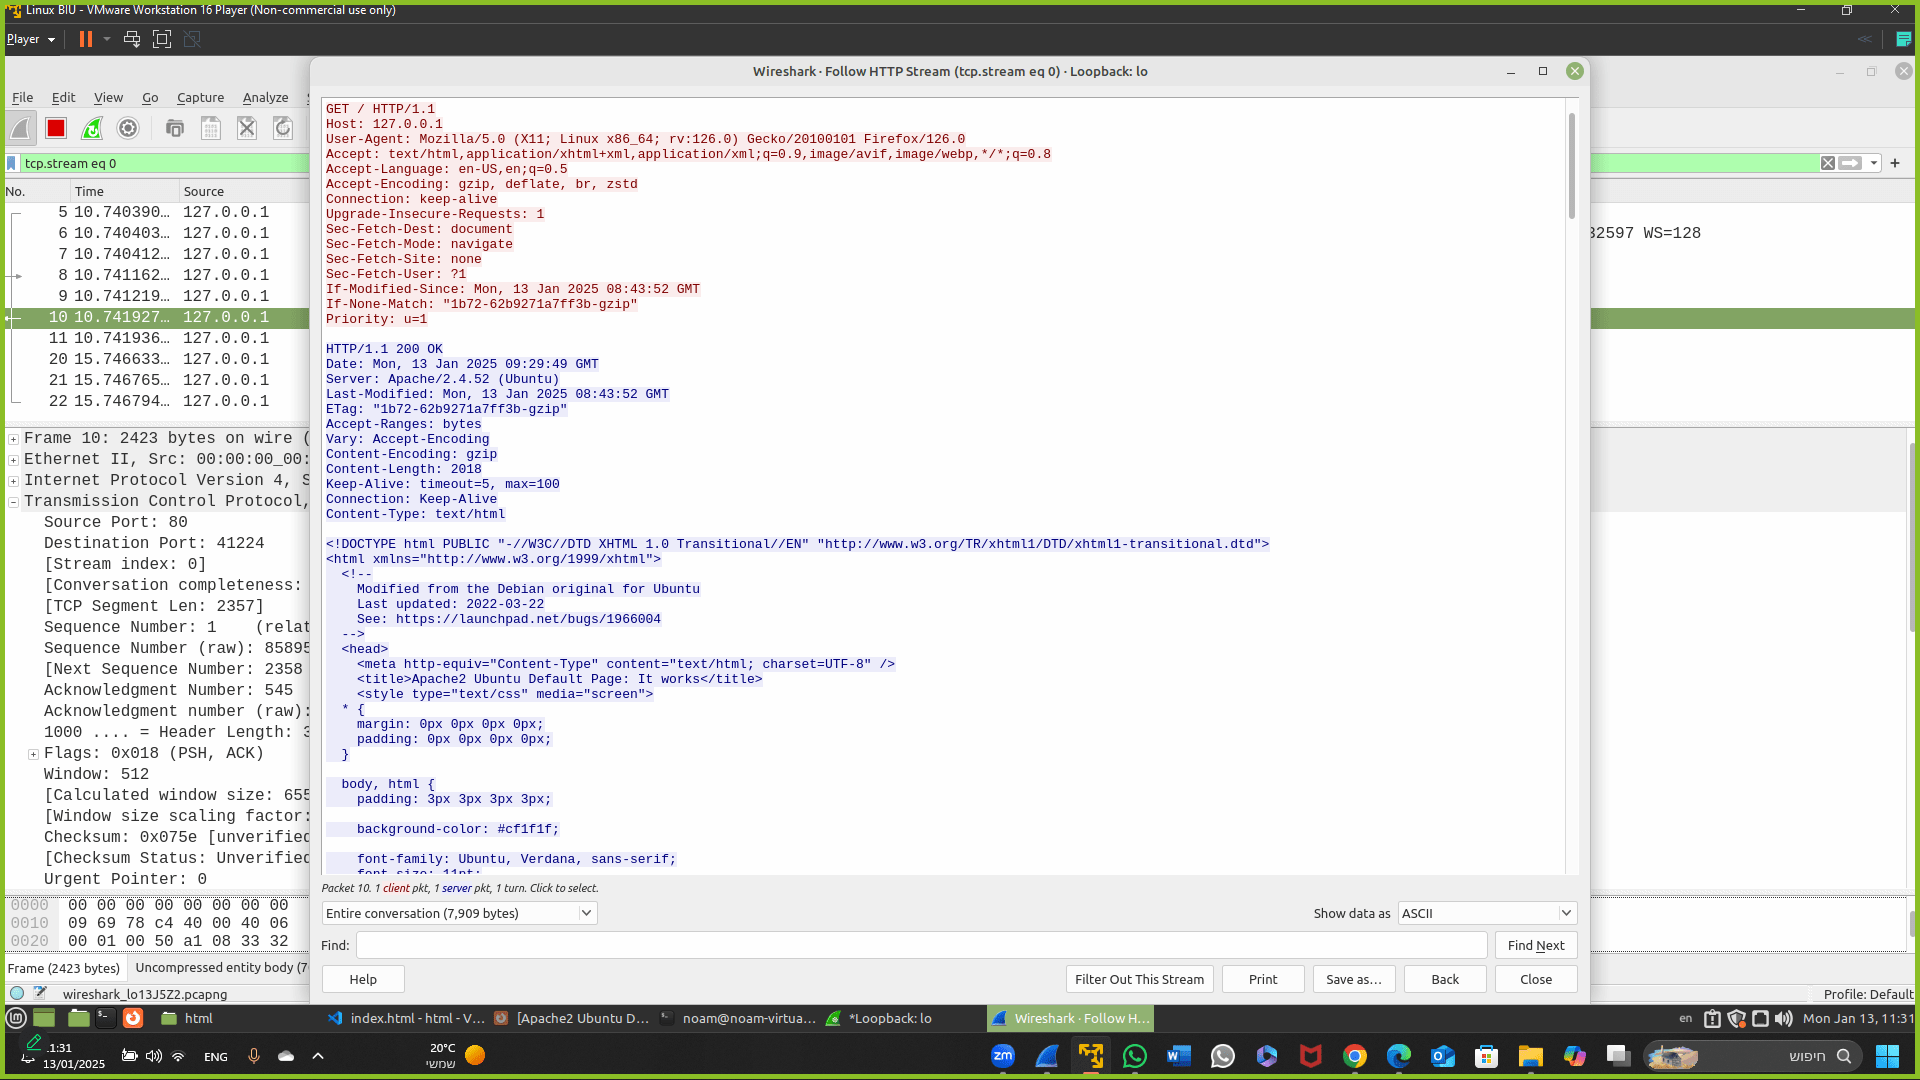 Linux BIU - VMware Workstation 16 Player (Non-commercial use only)
Player
Wireshark · Follow HTTP Stream (tcp.stream eq 0) · Loopback: lo
File Edit View Go Capture Analyze
tcp.stream eq 0
No. Time Source
5 10.740390… 127.0.0.1
6 10.740403… 127.0.0.1
32597 WS=128
7 10.740412… 127.0.0.1
8 10.741162… 127.0.0.1
9 10.741219… 127.0.0.1
10 10.741927… 127.0.0.1
11 10.741936… 127.0.0.1
20 15.746633… 127.0.0.1
21 15.746765… 127.0.0.1
22 15.746794… 127.0.0.1
Frame 10: 2423 bytes on wire (
Ethernet II, Src: 00:00:00_00:
Internet Protocol Version 4, S
Transmission Control Protocol,
Source Port: 80
Destination Port: 41224
[Stream index: 0]
[Conversation completeness:
[TCP Segment Len: 2357]
Sequence Number: 1 (relat
Sequence Number (raw): 85895
[Next Sequence Number: 2358
Acknowledgment Number: 545
Acknowledgment number (raw):
1000 .... = Header Length: 3
Flags: 0x018 (PSH, ACK)
Window: 512
[Calculated window size: 655
[Window size scaling factor:
Checksum: 0x075e [unverified
[Checksum Status: Unverified
Urgent Pointer: 0
0000 00 00 00 00 00 00 00 00
0010 09 69 78 c4 40 00 40 06
0020 00 01 00 50 a1 08 33 32
Frame (2423 bytes) Uncompressed entity body (7
wireshark_lo13J5Z2.pcapng
Profile: Default
GET / HTTP/1.1
Host: 127.0.0.1
User-Agent: Mozilla/5.0 (X11; Linux x86_64; rv:126.0) Gecko/20100101 Firefox/126.0
Accept: text/html,application/xhtml+xml,application/xml;q=0.9,image/avif,image/webp,*/*;q=0.8
Accept-Language: en-US,en;q=0.5
Accept-Encoding: gzip, deflate, br, zstd
Connection: keep-alive
Upgrade-Insecure-Requests: 1
Sec-Fetch-Dest: document
Sec-Fetch-Mode: navigate
Sec-Fetch-Site: none
Sec-Fetch-User: ?1
If-Modified-Since: Mon, 13 Jan 2025 08:43:52 GMT
If-None-Match: "1b72-62b9271a7ff3b-gzip"
Priority: u=1
HTTP/1.1 200 OK
Date: Mon, 13 Jan 2025 09:29:49 GMT
Server: Apache/2.4.52 (Ubuntu)
Last-Modified: Mon, 13 Jan 2025 08:43:52 GMT
ETag: "1b72-62b9271a7ff3b-gzip"
Accept-Ranges: bytes
Vary: Accept-Encoding
Content-Encoding: gzip
Content-Length: 2018
Keep-Alive: timeout=5, max=100
Connection: Keep-Alive
Content-Type: text/html
<!DOCTYPE html PUBLIC "-//W3C//DTD XHTML 1.0 Transitional//EN" "http://www.w3.org/TR/xhtml1/DTD/xhtml1-transitional.dtd">
<html xmlns="http://www.w3.org/1999/xhtml">
<!--
Modified from the Debian original for Ubuntu
Last updated: 2022-03-22
See: https://launchpad.net/bugs/1966004
-->
<head>
<meta http-equiv="Content-Type" content="text/html; charset=UTF-8" />
<title>Apache2 Ubuntu Default Page: It works</title>
<style type="text/css" media="screen">
* {
margin: 0px 0px 0px 0px;
padding: 0px 0px 0px 0px;
}
body, html {
padding: 3px 3px 3px 3px;
background-color: #cf1f1f;
font-family: Ubuntu, Verdana, sans-serif;
font-size: 11pt;
Packet 10. 1 client pkt, 1 server pkt, 1 turn. Click to select.
Entire conversation (7,909 bytes)
Show data as ASCII
Find:
Find Next
Help
Filter Out This Stream
Print
Save as…
Back
Close
html
index.html - html - V…
[Apache2 Ubuntu D…
noam@noam-virtua…
*Loopback: lo
Wireshark · Follow H…
en
Mon Jan 13, 11:31
11:31
13/01/2025
ENG
20°C
שמשי
zm
חיפוש